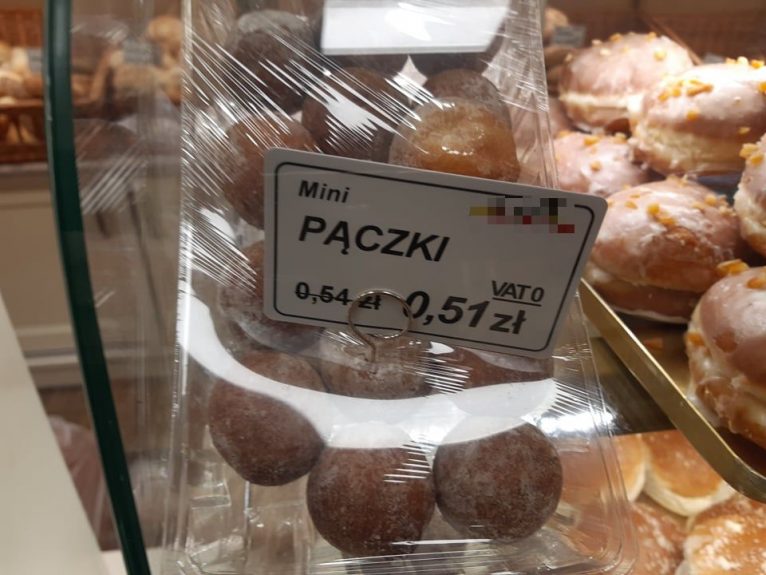 Mini
PĄCZKI
VAT 0
0,54 zł 0,51 zł